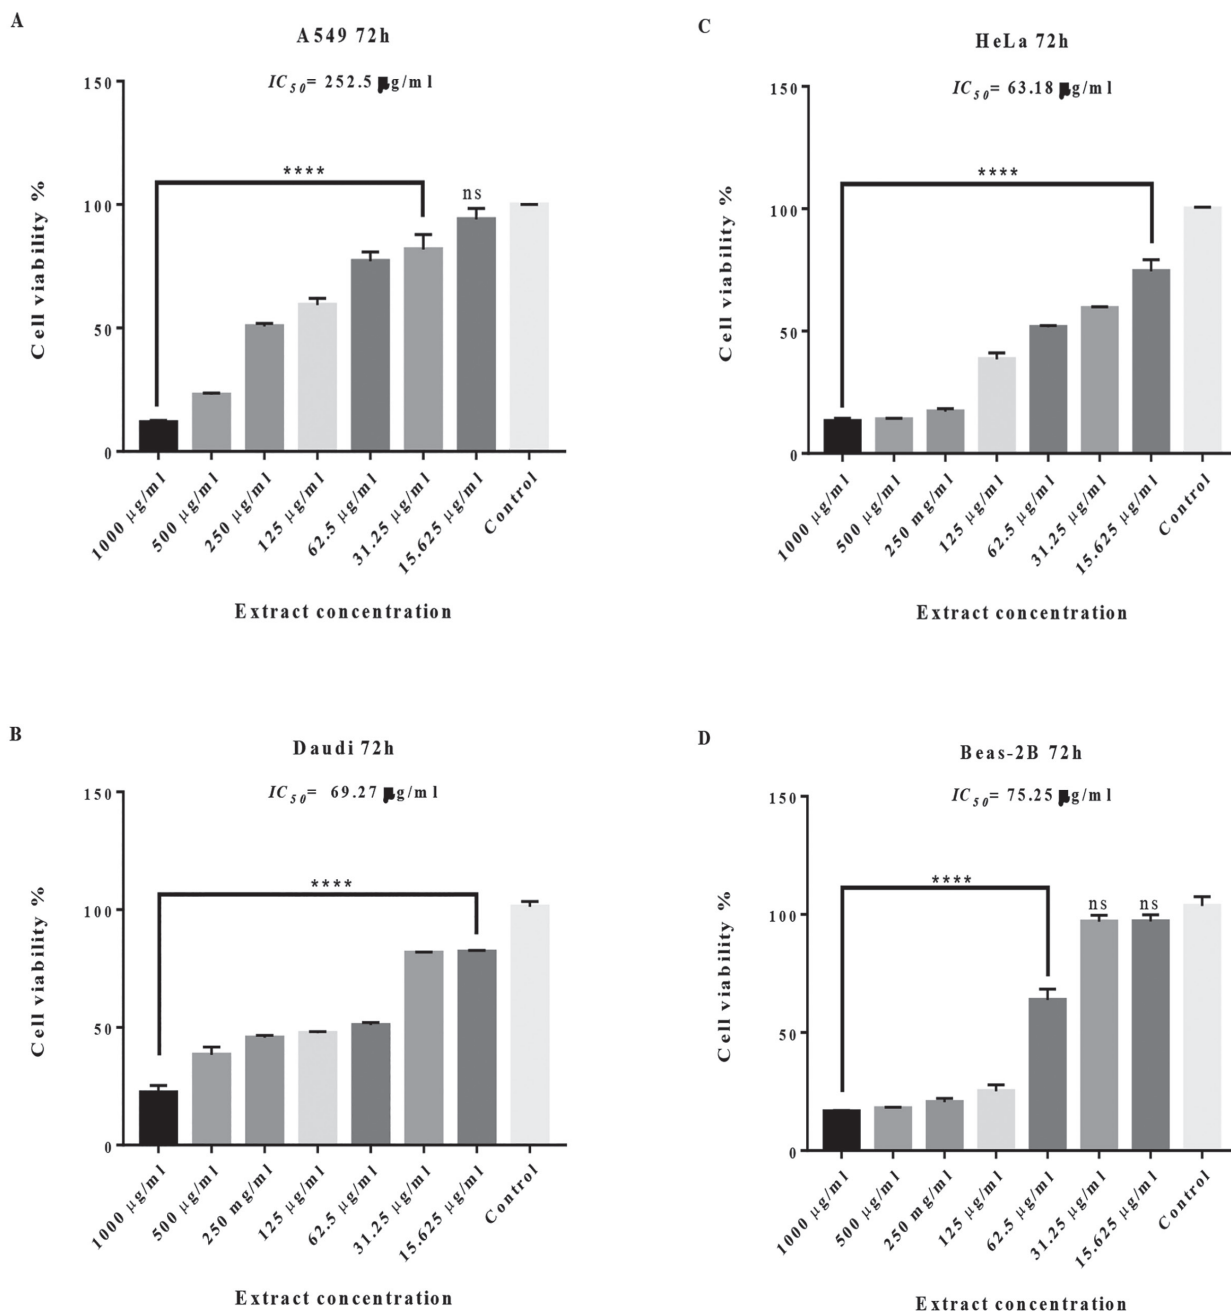 A
A549 72h
IC50= 252.5 μg/ml
150
100
50
0
Cell viability %
****
ns
1000 μg/ml
500 μg/ml
250 μg/ml
125 μg/ml
62.5 μg/ml
31.25 μg/ml
15.625 μg/ml
Control
Extract concentration
C
HeLa 72h
IC50= 63.18 μg/ml
150
100
50
0
Cell viability %
****
1000 μg/ml
500 μg/ml
250 mg/ml
125 μg/ml
62.5 μg/ml
31.25 μg/ml
15.625 μg/ml
Control
Extract concentration
B
Daudi 72h
IC50= 69.27 μg/ml
150
100
50
0
Cell viability %
****
1000 μg/ml
500 μg/ml
250 mg/ml
125 μg/ml
62.5 μg/ml
31.25 μg/ml
15.625 μg/ml
Control
Extract concentration
D
Beas-2B 72h
IC50= 75.25 μg/ml
150
100
50
0
Cell viability %
****
ns
ns
1000 μg/ml
500 μg/ml
250 mg/ml
125 μg/ml
62.5 μg/ml
31.25 μg/ml
15.625 μg/ml
Control
Extract concentration